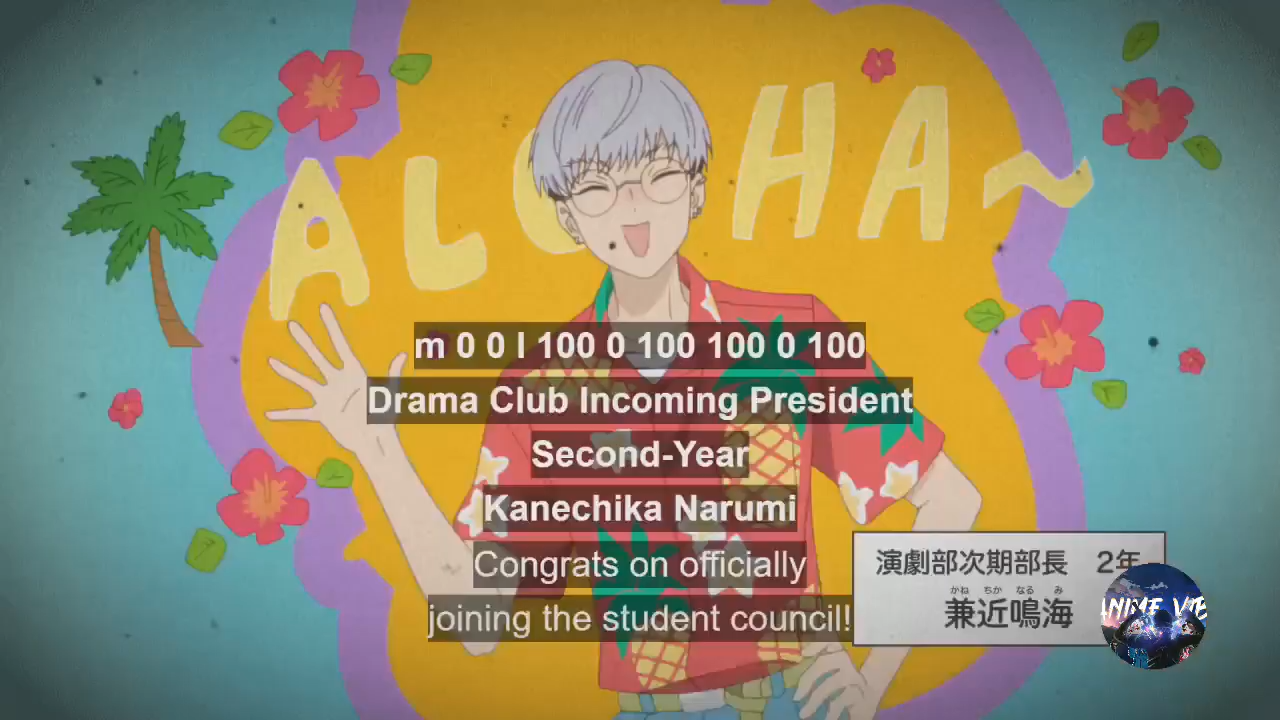 ALOHA~
m 0 0 l 100 0 100 100 0 100
Drama Club Incoming President
Second-Year
Kanechika Narumi
Congrats on officially
joining the student council!
演劇部次期部長 2年
かね ちか なる み
兼近鳴海
ANIME VIE